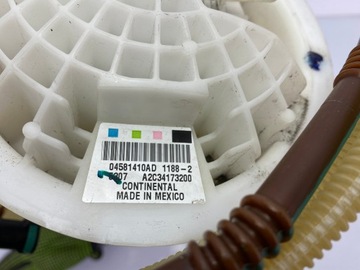 04581410AD 1188-2
A2C34173200
CONTINENTAL
MADE IN MEXICO